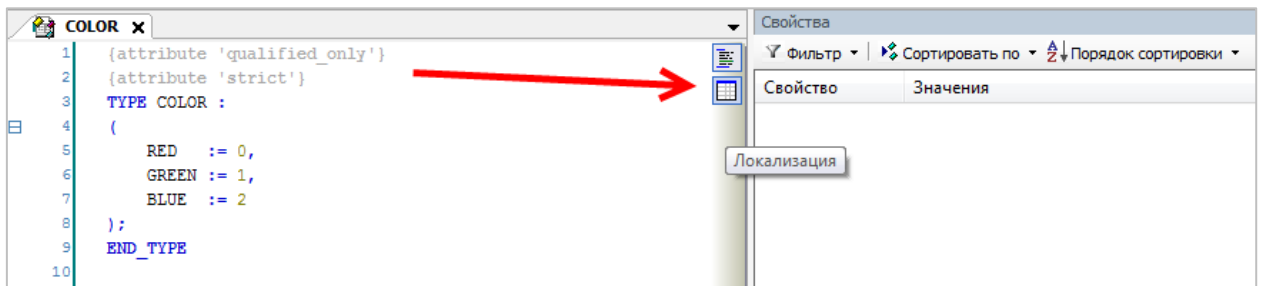 COLOR x
1 {attribute 'qualified_only'}
2 {attribute 'strict'}
3 TYPE COLOR :
4 (
5 RED := 0,
6 GREEN := 1,
7 BLUE := 2
8 );
9 END_TYPE
10
Локализация
Свойства
Фильтр Сортировать по Порядок сортировки
Свойство Значения